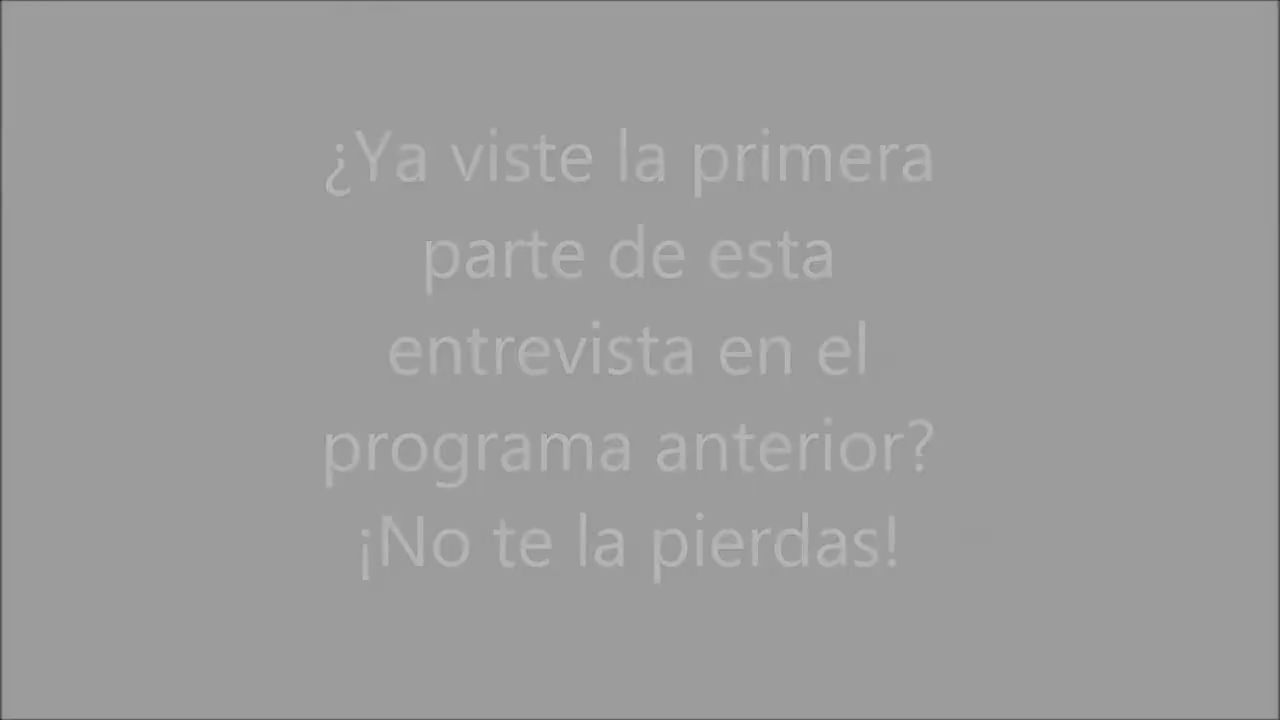 ¿Ya viste la primera
parte de esta
entrevista en el
programa anterior?
¡No te la pierdas!